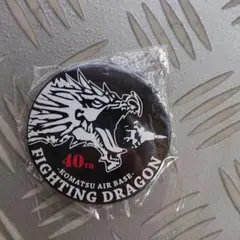 40TH
-KOMATSU AIR BASE-
FIGHTING DRAGON